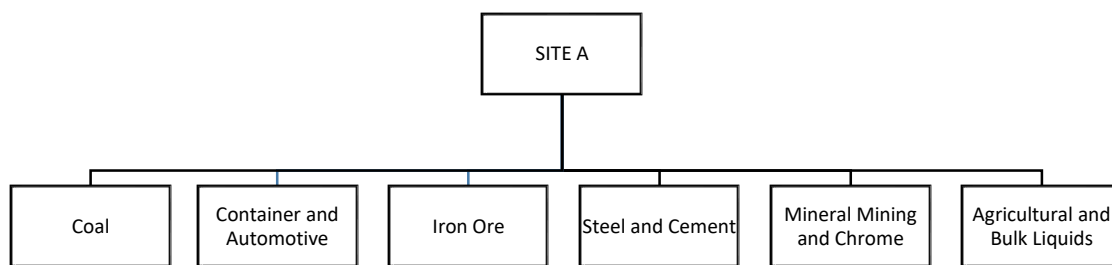 SITE A
Coal
Container and
Automotive
Iron Ore
Steel and Cement
Mineral Mining
and Chrome
Agricultural and
Bulk Liquids